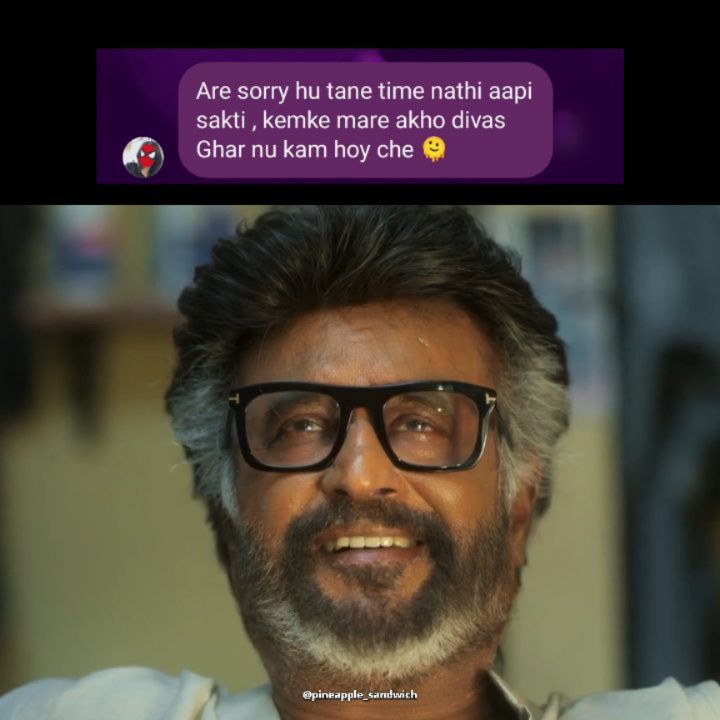 Are sorry hu tane time nathi aapi
sakti , kemke mare akho divas
Ghar nu kam hoy che 🫠
@pineapple_sandwich